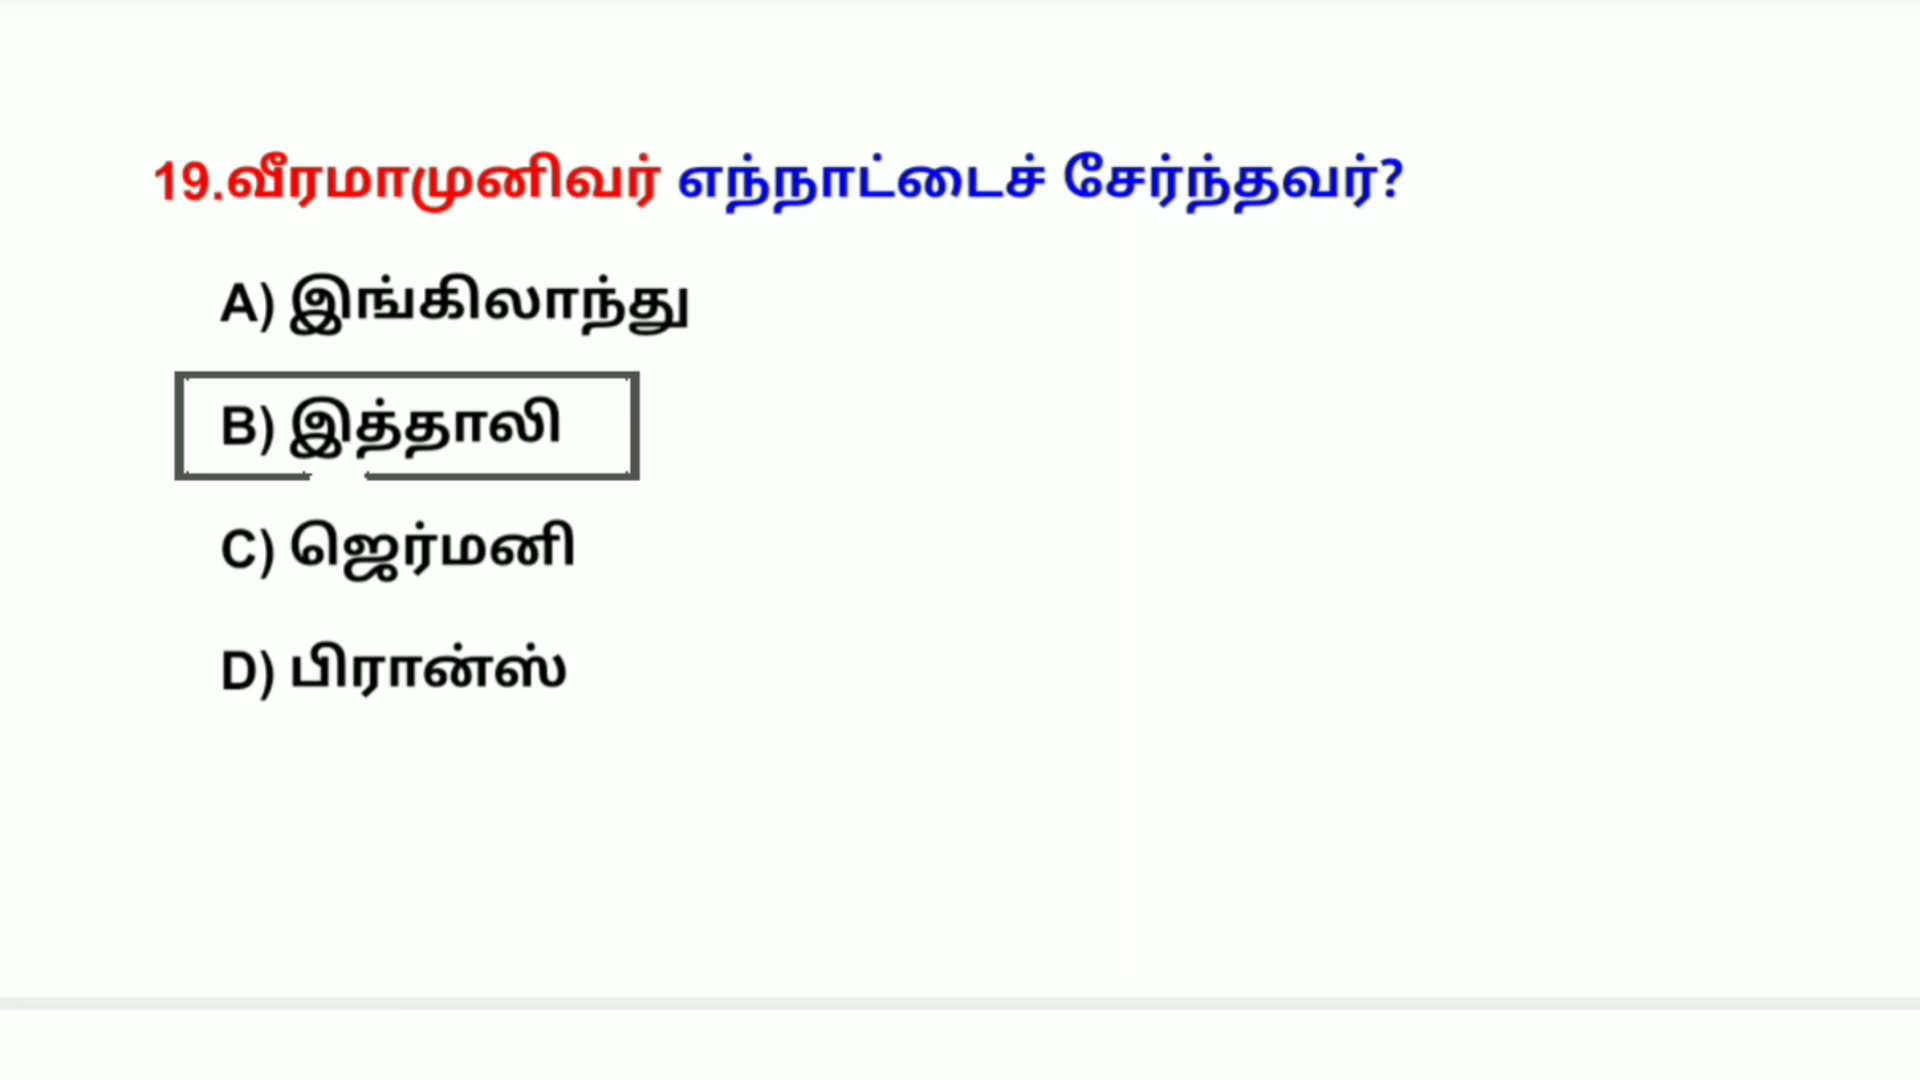 19.வீரமாமுனிவர் எந்நாட்டைச் சேர்ந்தவர்?
A) இங்கிலாந்து
B) இத்தாலி
C) ஜெர்மனி
D) பிரான்ஸ்